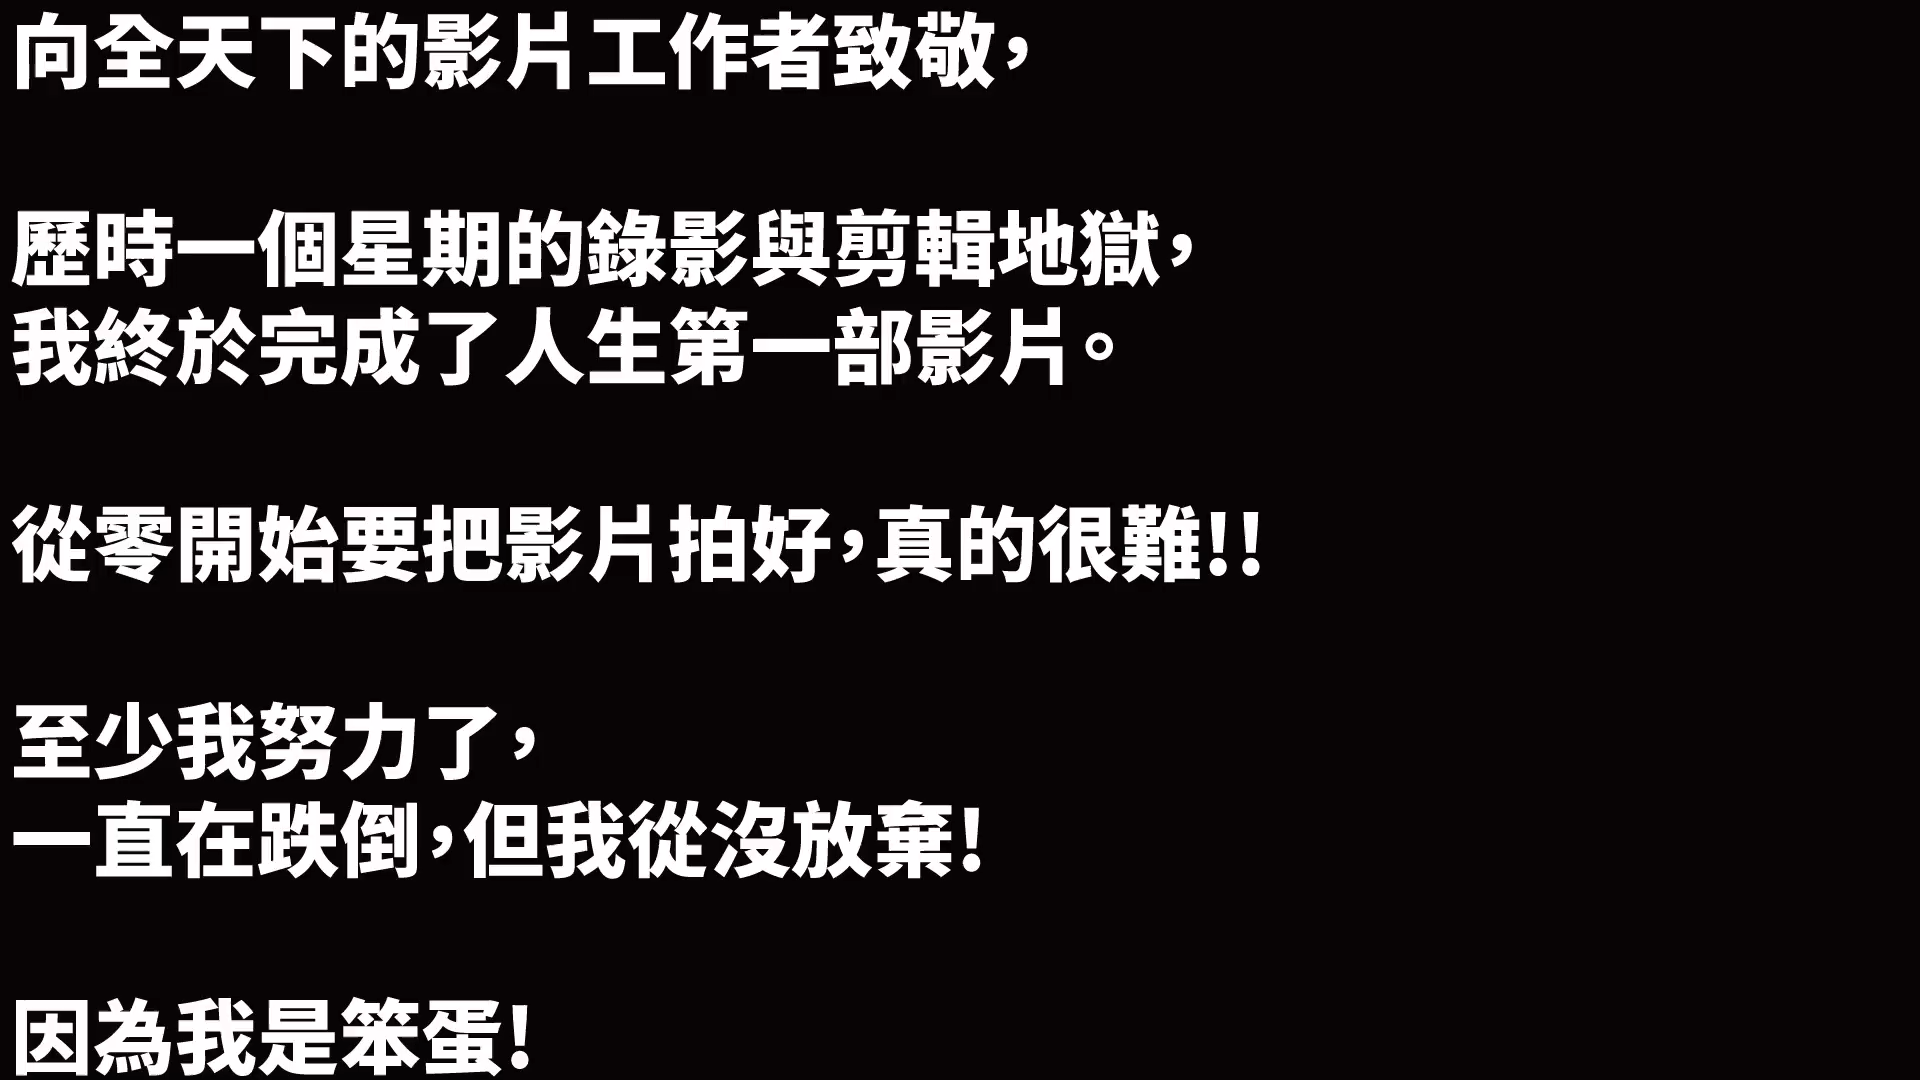 向全天下的影片工作者致敬，
歷時一個星期的錄影與剪輯地獄，
我終於完成了人生第一部影片。
從零開始要把影片拍好，真的很難!!
至少我努力了，
一直在跌倒，但我從沒放棄!
因為我是笨蛋!